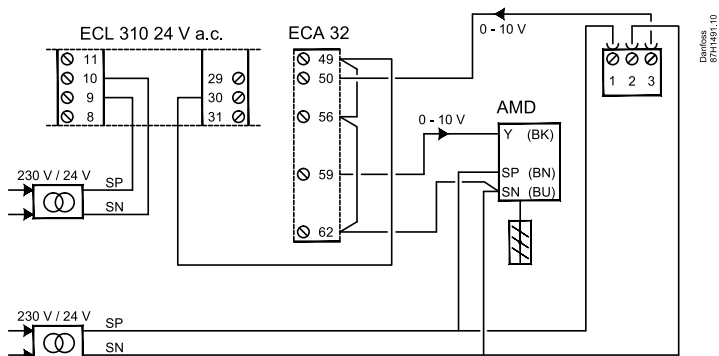 ECL 310 24 V a.c.
ECA 32
0 - 10 V
Danfoss
87H1491.10
11
10
9
8
29
30
31
49
50
56
59
62
1 2 3
0 - 10 V
AMD
Y (BK)
SP (BN)
SN (BU)
230 V / 24 V
SP
SN
230 V / 24 V
SP
SN